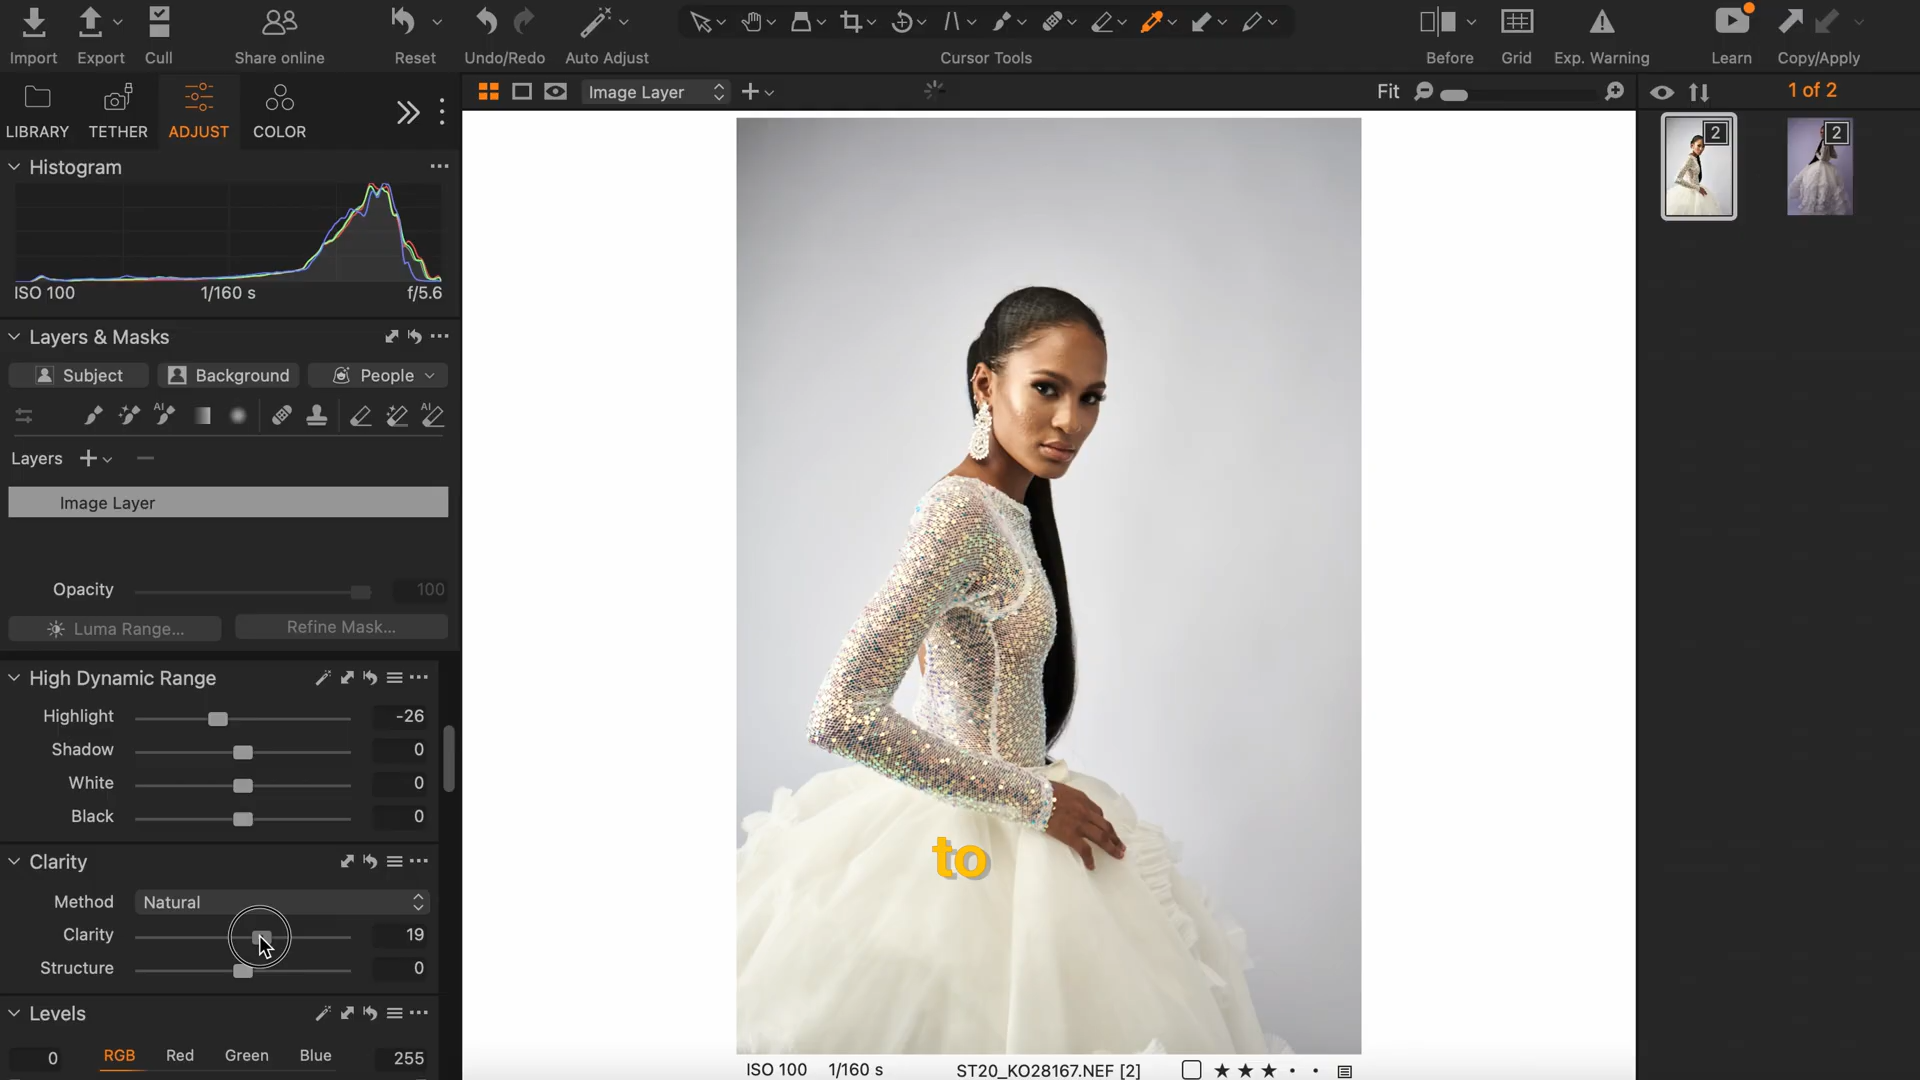 Import Export Cull Share online Reset Undo/Redo Auto Adjust Cursor Tools Before Grid Exp. Warning Learn Copy/Apply
LIBRARY TETHER ADJUST COLOR
Image Layer
Fit
1 of 2
2 2
Histogram
ISO 100 1/160 s f/5.6
Layers & Masks
Subject Background People
AI AI
Layers
Image Layer
Opacity 100
Luma Range... Refine Mask...
High Dynamic Range
Highlight -26
Shadow 0
White 0
Black 0
Clarity
Method Natural
Clarity 19
Structure 0
Levels
0 RGB Red Green Blue 255
to
ISO 100 1/160 s ST20_KO28167.NEF [2]